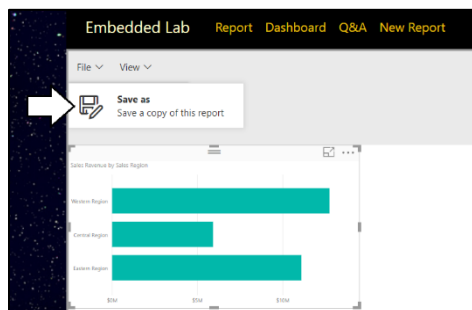 Embedded Lab Report Dashboard Q&A New Report
File View
Save as
Save a copy of this report
Sales Revenue by Sales Region
Western Region
Central Region
Eastern Region
$0M $5M $10M